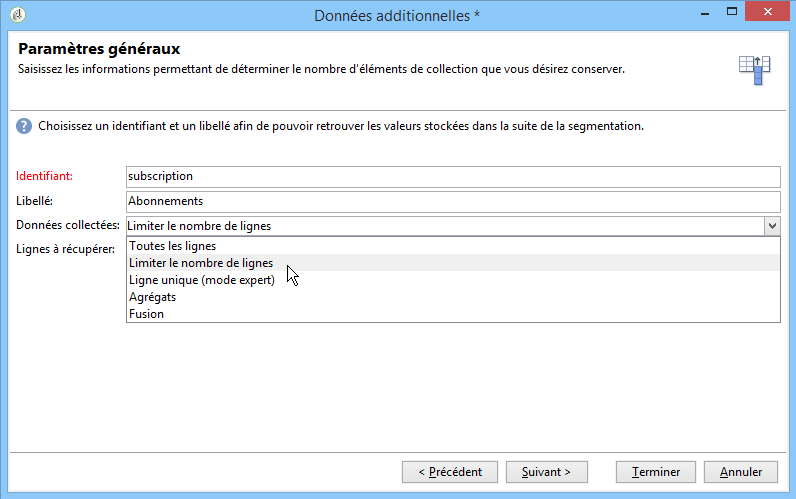 Données additionnelles *
Paramètres généraux
Saisissez les informations permettant de déterminer le nombre d'éléments de collection que vous désirez conserver.
Choisissez un identifiant et un libellé afin de pouvoir retrouver les valeurs stockées dans la suite de la segmentation.
Identifiant: subscription
Libellé: Abonnements
Données collectées: Limiter le nombre de lignes
Lignes à récupérer:
Toutes les lignes
Limiter le nombre de lignes
Ligne unique (mode expert)
Agrégats
Fusion
< Précédent Suivant > Terminer Annuler